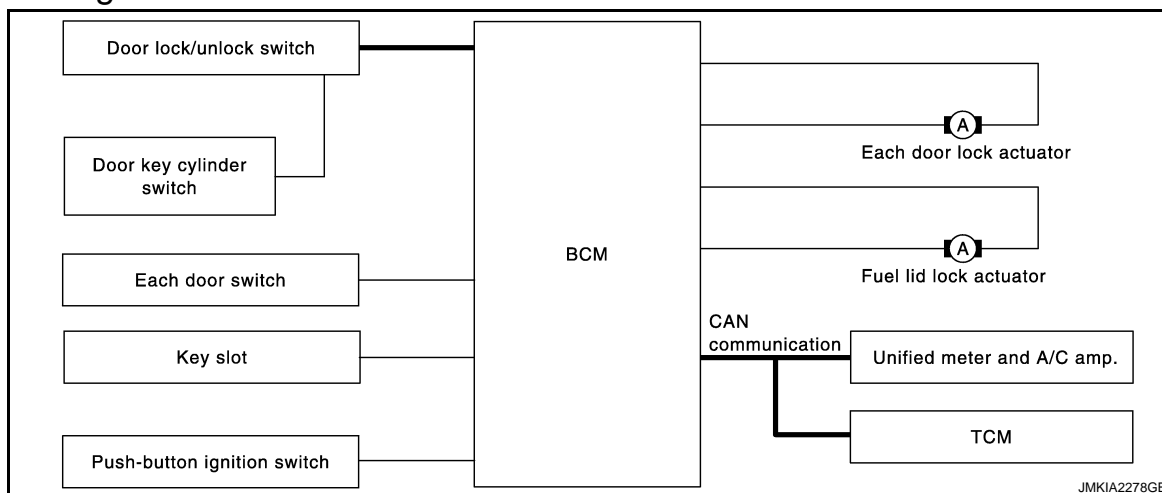 Door lock/unlock switch
Door key cylinder
switch
Each door switch
Key slot
Push-button ignition switch
BCM
A
Each door lock actuator
A
Fuel lid lock actuator
CAN
communication
Unified meter and A/C amp.
TCM